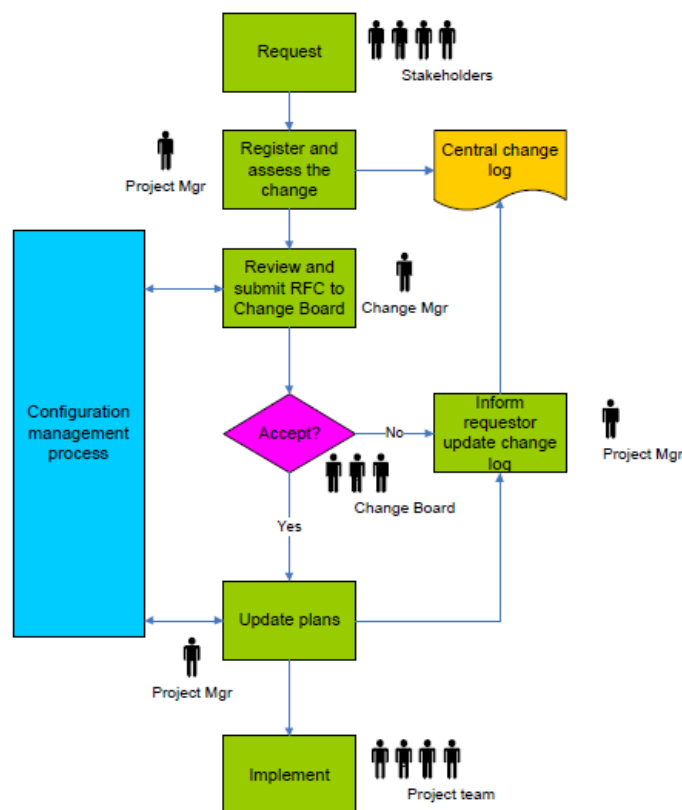 Request
Stakeholders
Register and
assess the
change
Project Mgr
Central change
log
Review and
submit RFC to
Change Board
Change Mgr
Configuration
management
process
Accept?
No
Inform
requestor
update change
log
Project Mgr
Change Board
Yes
Update plans
Project Mgr
Implement
Project team